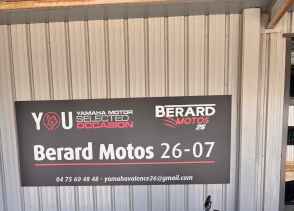 YOU YAMAHA MOTOR
SELECTED
OCCASION
BERARD
MOTOS
26
Berard Motos 26-07
04 75 60 48 48 - yamahavalence26@gmail.com